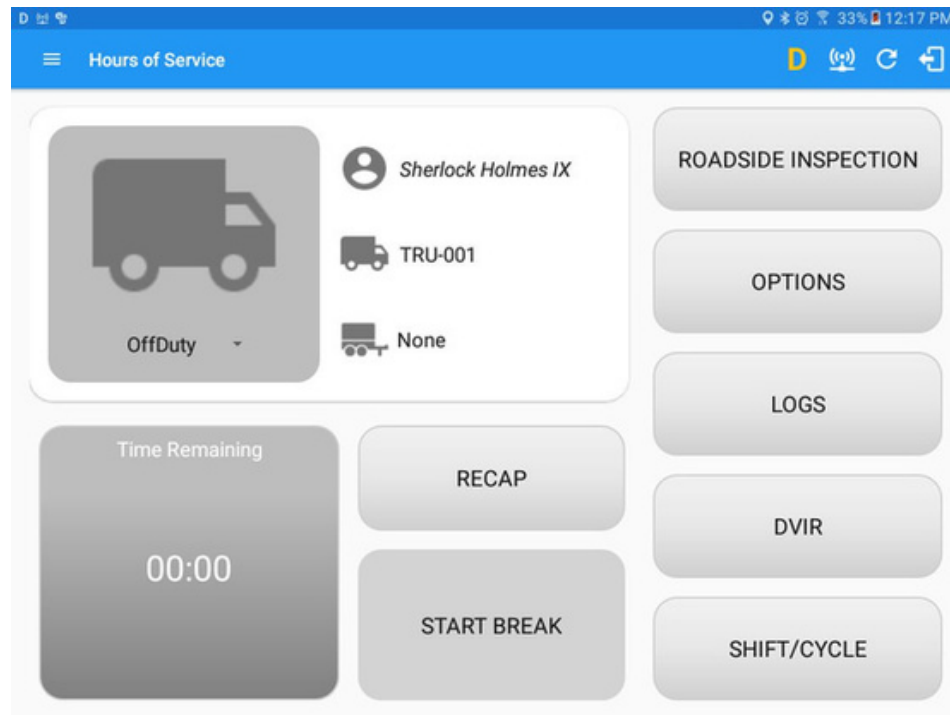 D 33% 12:17 PM
Hours of Service D
Sherlock Holmes IX
TRU-001
None
OffDuty
ROADSIDE INSPECTION
OPTIONS
LOGS
DVIR
SHIFT/CYCLE
Time Remaining
00:00
RECAP
START BREAK